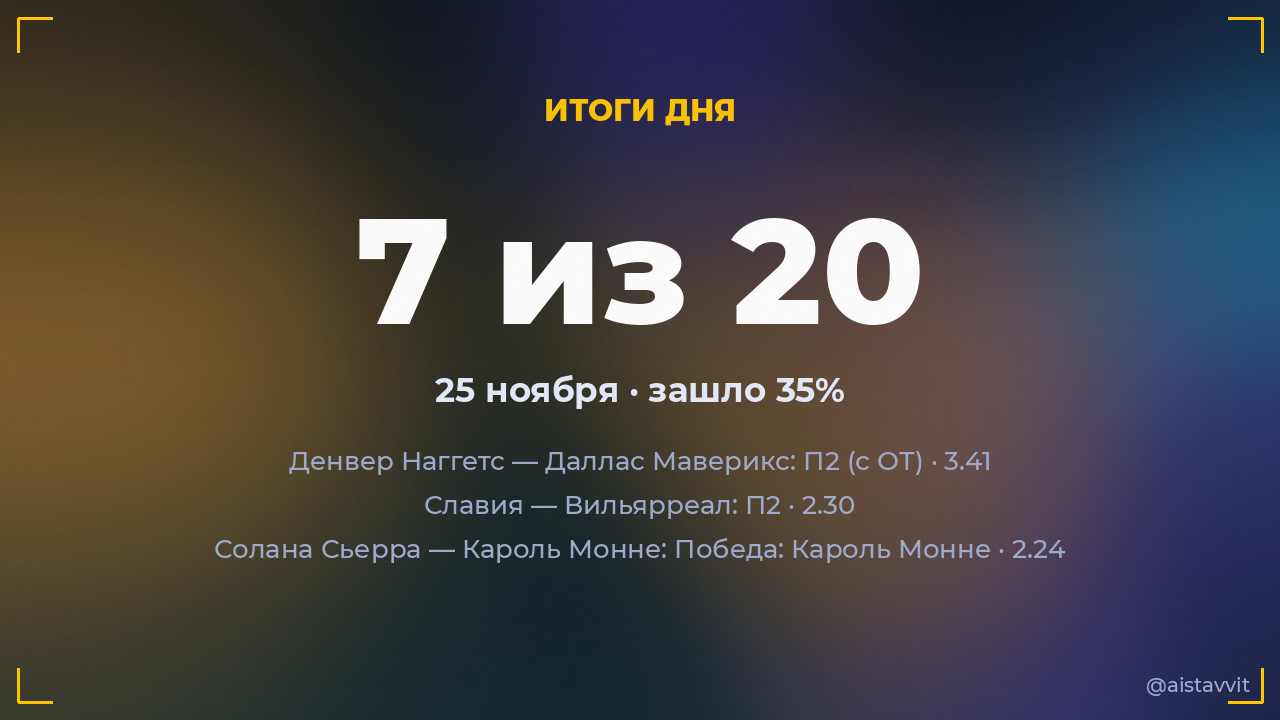 ИТОГИ ДНЯ
7 из 20
25 ноября · зашло 35%
Денвер Наггетс — Даллас Маверикс: П2 (с ОТ) · 3.41
Славия — Вильярреал: П2 · 2.30
Солана Сьерра — Кароль Монне: Победа: Кароль Монне · 2.24
@aistavvit